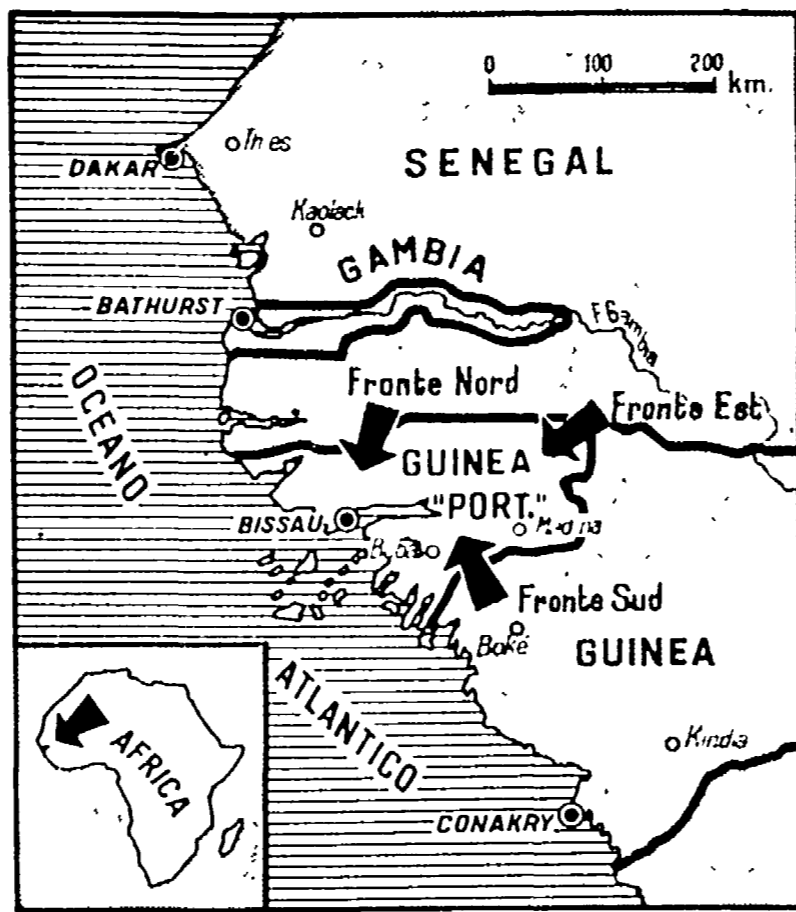 0 100 200
km.
Thies
DAKAR
SENEGAL
Kaolack
GAMBIA
BATHURST
F. Gambia
OCEANO
Fronte Nord
Fronte Est
GUINEA
"PORT."
BISSAU
Madina
Fronte Sud
Boké
GUINEA
ATLANTICO
AFRICA
Kindia
CONAKRY